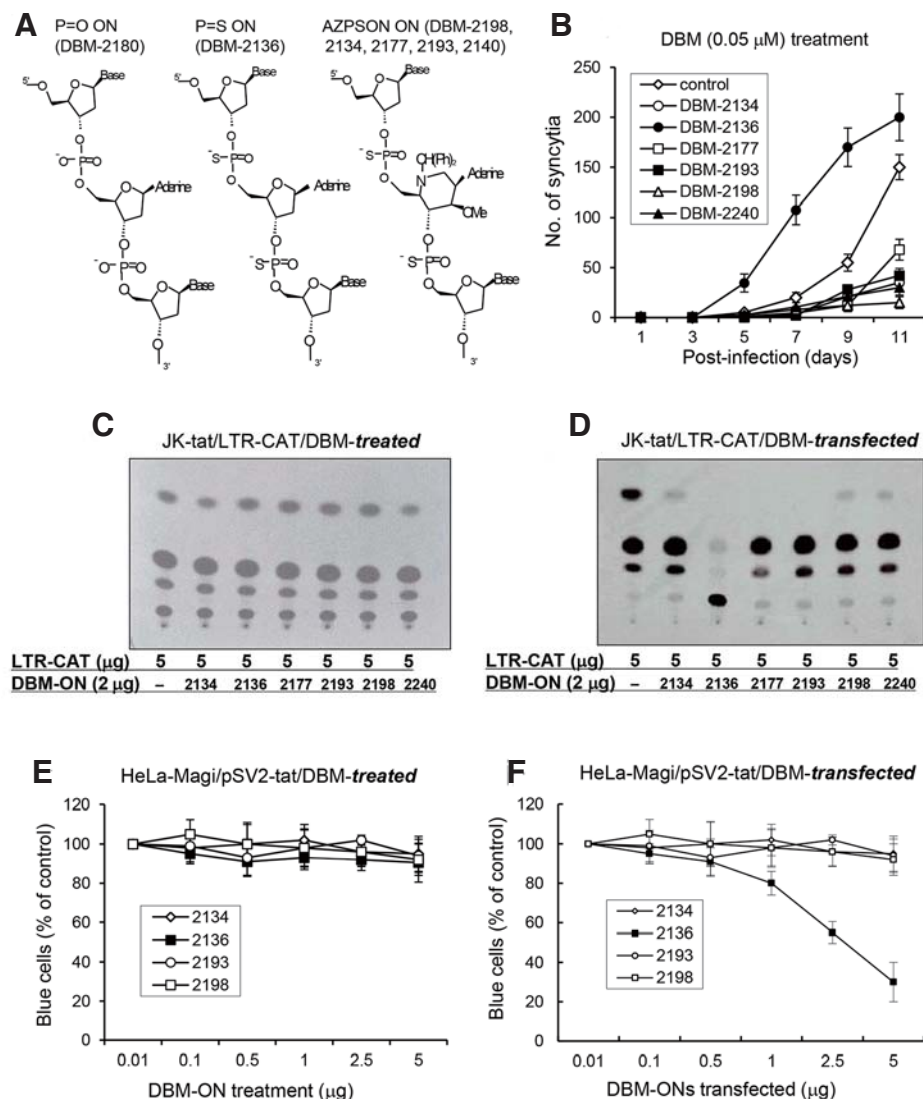 A
P=O ON
(DBM-2180)
P=S ON
(DBM-2136)
AZPSON ON (DBM-2198,
2134, 2177, 2193, 2140)
5'
O
O
Base
O
⁻O-P=O
O
O
Adenine
O
⁻O-P=O
O
O
Base
O
3'
5'
O
O
Base
O
⁻S-P=O
O
O
Adenine
O
⁻S-P=O
O
O
Base
O
3'
5'
O
O
Base
O
⁻S-P=O
O
CH(Ph)₂
N
Adenine
OMe
O
⁻S-P=O
O
O
Base
O
3'
B
DBM (0.05 µM) treatment
No. of syncytia
250
200
150
100
50
0
control
DBM-2134
DBM-2136
DBM-2177
DBM-2193
DBM-2198
DBM-2240
1 3 5 7 9 11
Post-infection (days)
C
JK-tat/LTR-CAT/DBM-treated
LTR-CAT (µg) 5 5 5 5 5 5 5
DBM-ON (2 µg) – 2134 2136 2177 2193 2198 2240
D
JK-tat/LTR-CAT/DBM-transfected
LTR-CAT (µg) 5 5 5 5 5 5 5
DBM-ON (2 µg) – 2134 2136 2177 2193 2198 2240
E
HeLa-Magi/pSV2-tat/DBM-treated
Blue cells (% of control)
120
100
80
60
40
20
0
2134
2136
2193
2198
0.01 0.1 0.5 1 2.5 5
DBM-ON treatment (µg)
F
HeLa-Magi/pSV2-tat/DBM-transfected
Blue cells (% of control)
120
100
80
60
40
20
0
2134
2136
2193
2198
0.01 0.1 0.5 1 2.5 5
DBM-ONs transfected (µg)